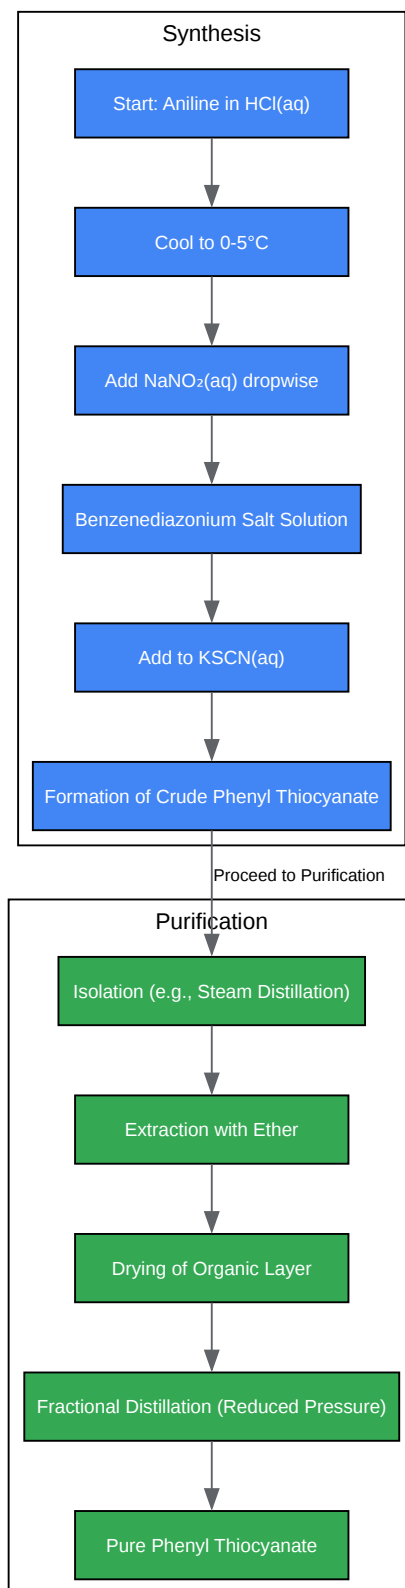 Synthesis
Start: Aniline in HCl(aq)
Cool to 0-5°C
Add NaNO₂(aq) dropwise
Benzenediazonium Salt Solution
Add to KSCN(aq)
Formation of Crude Phenyl Thiocyanate
Proceed to Purification
Purification
Isolation (e.g., Steam Distillation)
Extraction with Ether
Drying of Organic Layer
Fractional Distillation (Reduced Pressure)
Pure Phenyl Thiocyanate